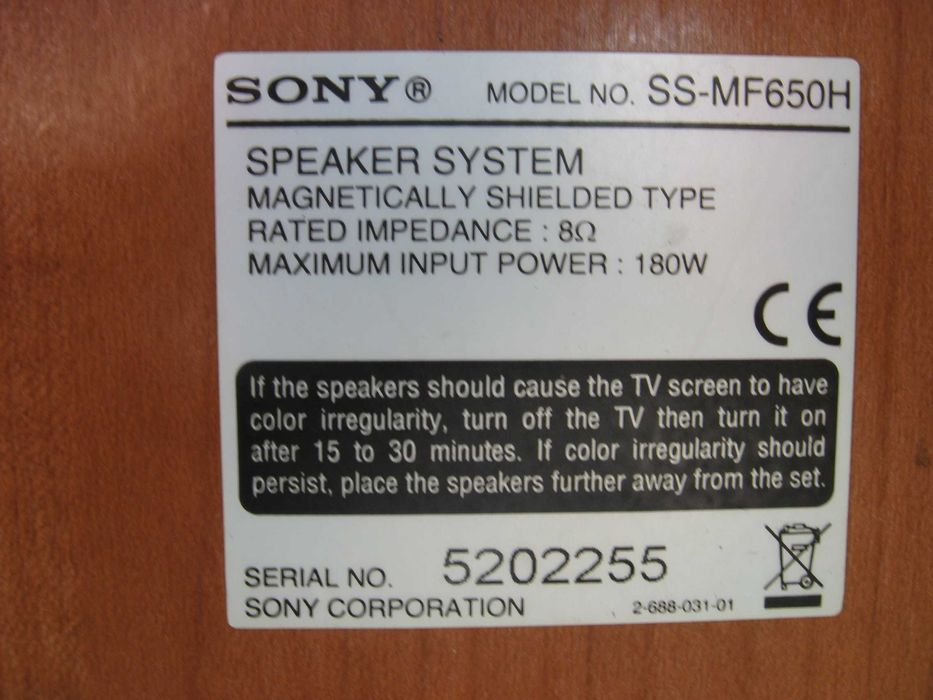 SONY® MODEL NO. SS-MF650H
SPEAKER SYSTEM
MAGNETICALLY SHIELDED TYPE
RATED IMPEDANCE : 8Ω
MAXIMUM INPUT POWER : 180W
CE
If the speakers should cause the TV screen to have
color irregularity, turn off the TV then turn it on
after 15 to 30 minutes. If color irregularity should
persist, place the speakers further away from the set.
SERIAL NO. 5202255
SONY CORPORATION 2-688-031-01